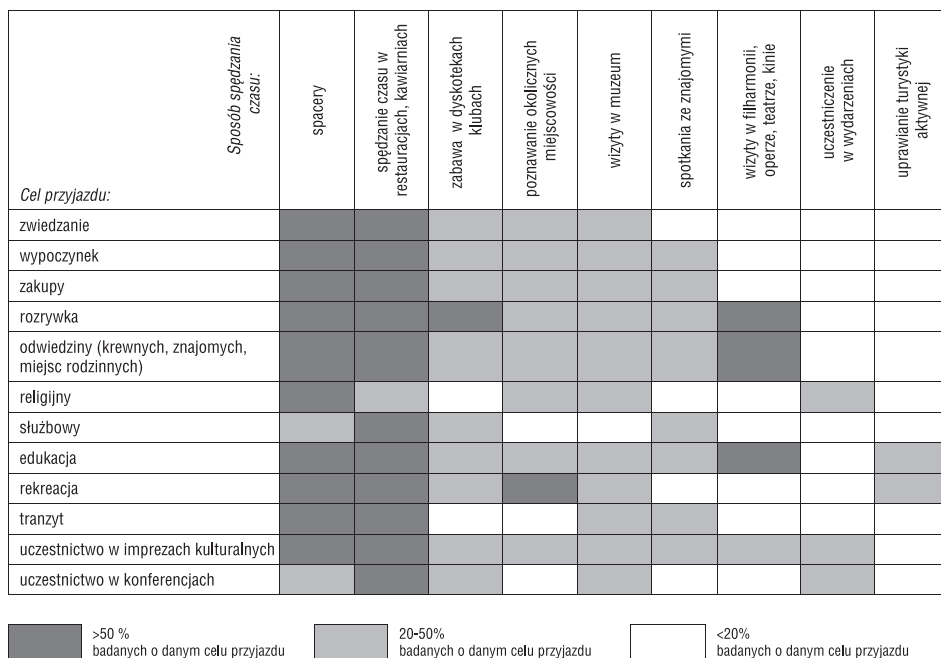 Sposób spędzania
czasu:
spacery
spędzanie czasu w
restauracjach, kawiarniach
zabawa w dyskotekach
klubach
poznawanie okolicznych
miejscowości
wizyty w muzeum
spotkania ze znajomymi
wizyty w filharmonii,
operze, teatrze, kinie
uczestniczenie
w wydarzeniach
uprawianie turystyki
aktywnej
Cel przyjazdu:
zwiedzanie
wypoczynek
zakupy
rozrywka
odwiedziny (krewnych, znajomych,
miejsc rodzinnych)
religijny
służbowy
edukacja
rekreacja
tranzyt
uczestnictwo w imprezach kulturalnych
uczestnictwo w konferencjach
>50 %
badanych o danym celu przyjazdu
20-50%
badanych o danym celu przyjazdu
<20%
badanych o danym celu przyjazdu